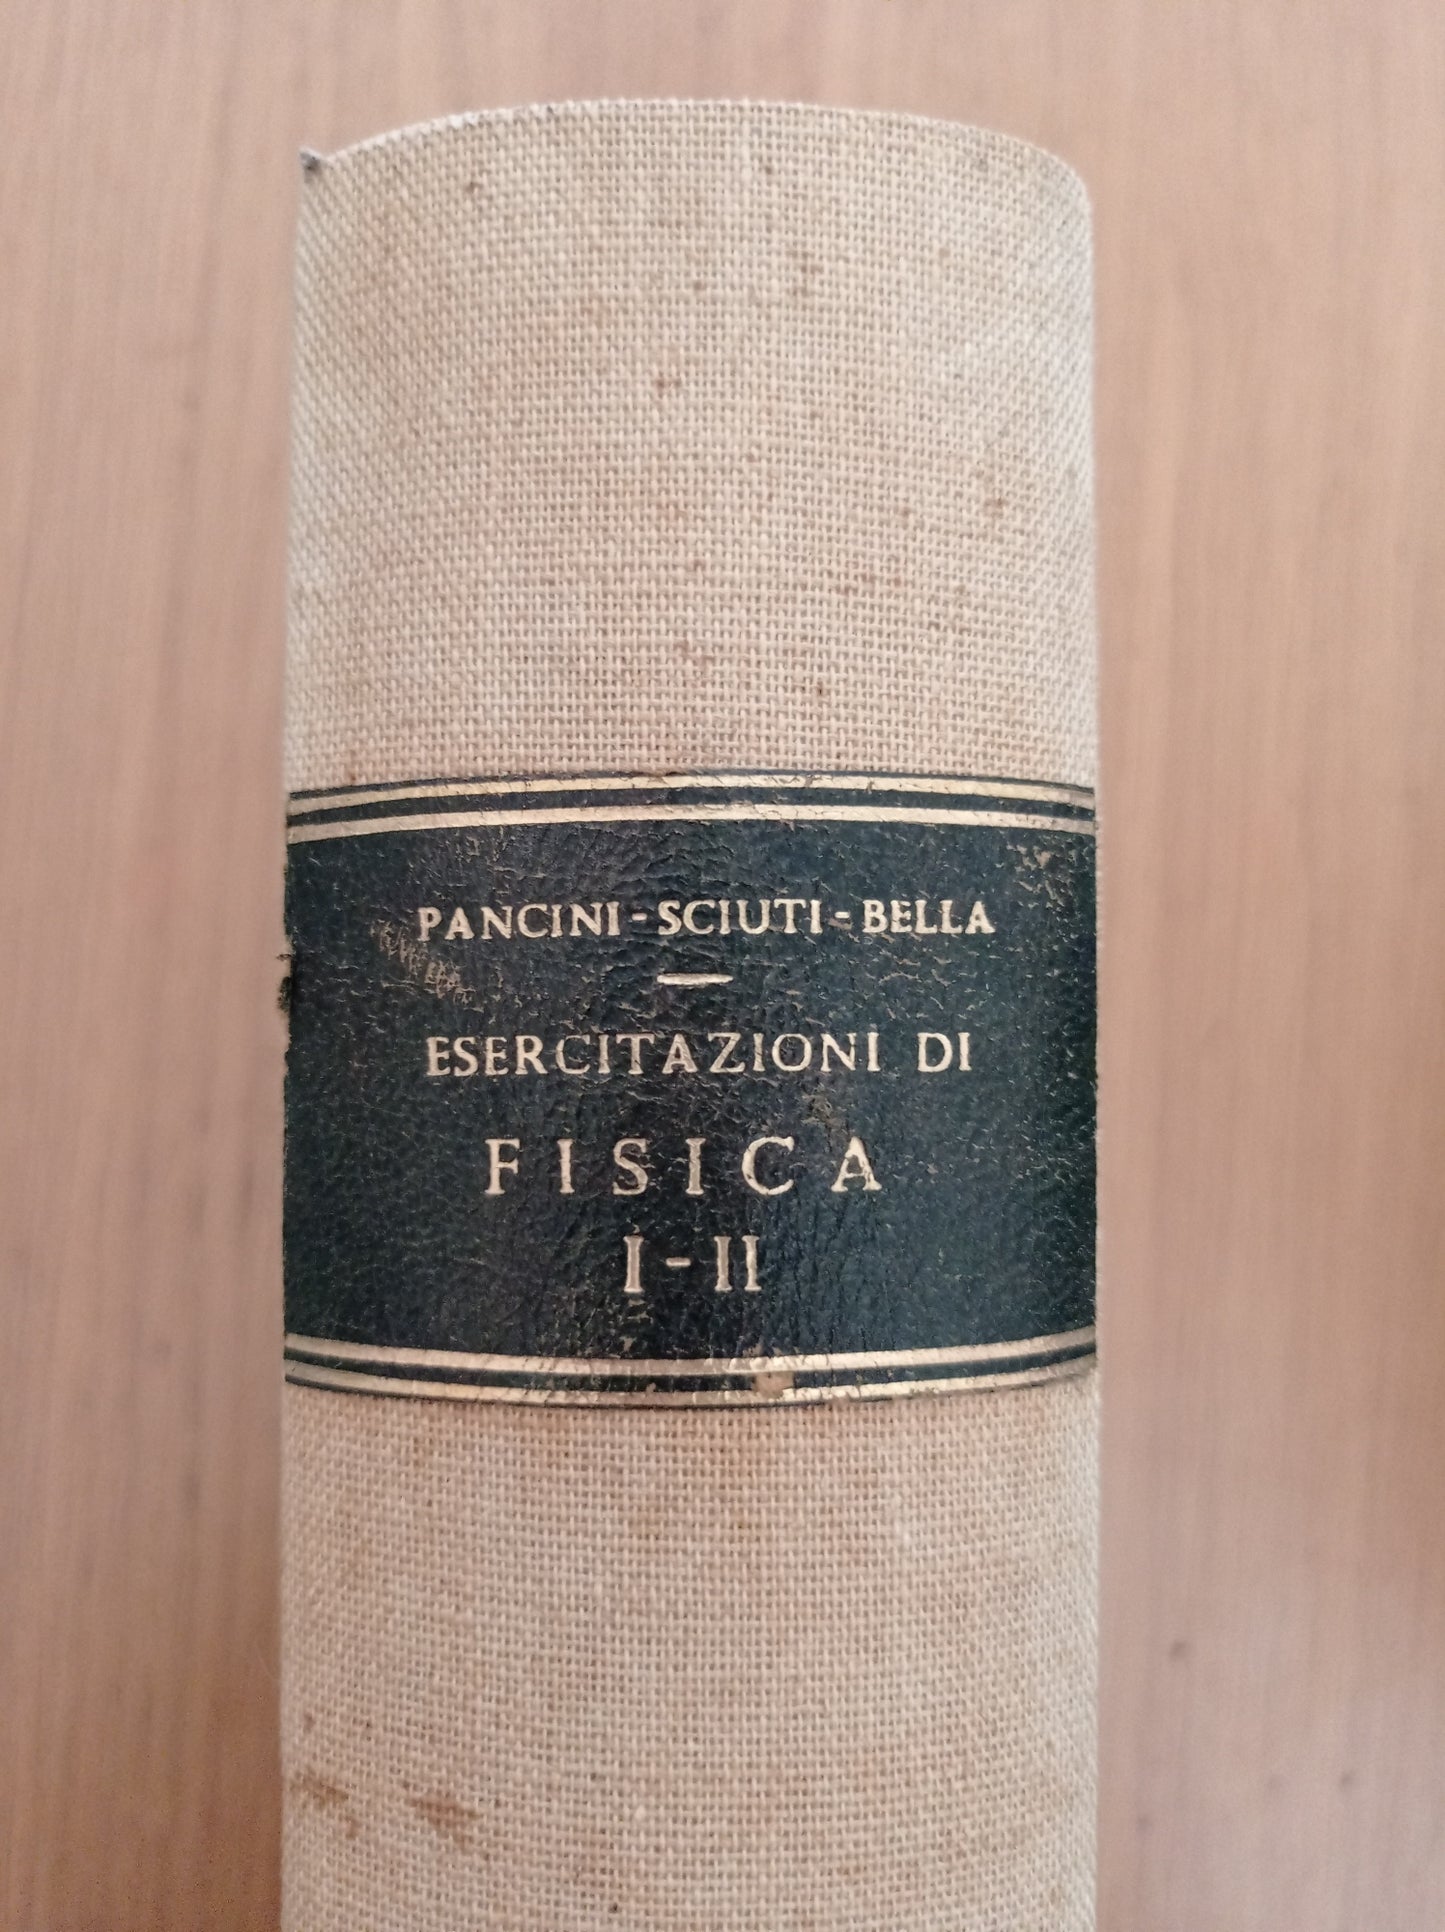 PANCINI-SCIUTI-BELLA
ESERCITAZIONI DI
FISICA
I-II